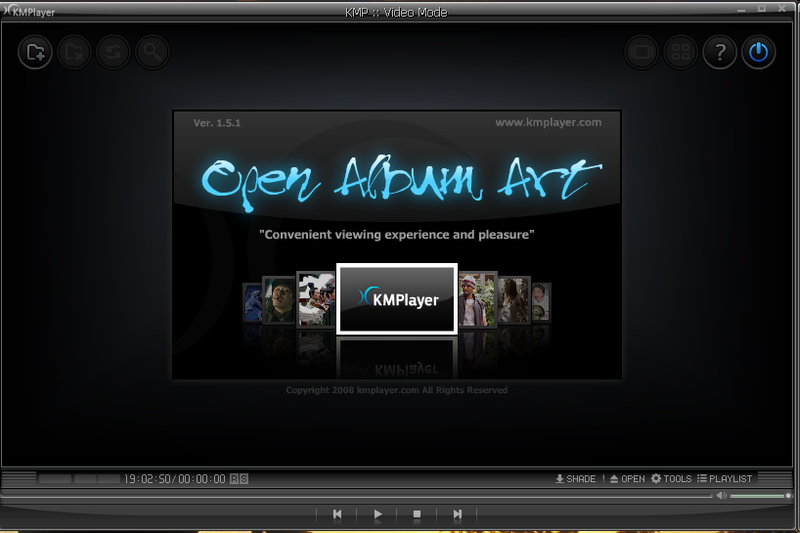 KMPlayer
KMP :: Video Mode
?
Ver. 1.5.1
www.kmplayer.com
Open Album Art
"Convenient viewing experience and pleasure"
KMPlayer
KMPlayer
Copyright 2008 kmplayer.com All Rights Reserved
19:02:50/00:00:00 R S
SHADE
OPEN
TOOLS
PLAYLIST